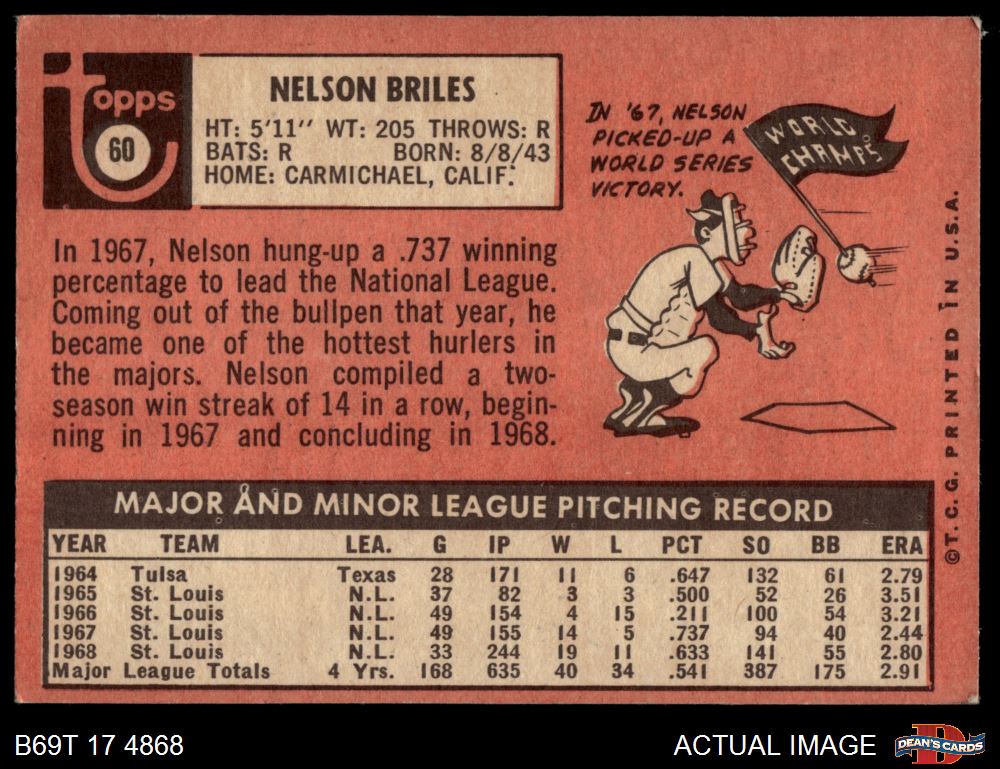 Topps
60
NELSON BRILES
HT: 5'11" WT: 205 THROWS: R
BATS: R BORN: 8/8/43
HOME: CARMICHAEL, CALIF.
In 1967, Nelson hung-up a .737 winning
percentage to lead the National League.
Coming out of the bullpen that year, he
became one of the hottest hurlers in
the majors. Nelson compiled a two-
season win streak of 14 in a row, begin-
ning in 1967 and concluding in 1968.
IN '67, NELSON
PICKED-UP A
WORLD SERIES
VICTORY.
WORLD
CHAMPS
©T.C.G. PRINTED IN U.S.A.
MAJOR AND MINOR LEAGUE PITCHING RECORD
YEAR TEAM LEA. G IP W L PCT SO BB ERA
1964 Tulsa Texas 28 171 11 6 .647 132 61 2.79
1965 St. Louis N.L. 37 82 3 3 .500 52 26 3.51
1966 St. Louis N.L. 49 154 4 15 .211 100 54 3.21
1967 St. Louis N.L. 49 155 14 5 .737 94 40 2.44
1968 St. Louis N.L. 33 244 19 11 .633 141 55 2.80
Major League Totals 4 Yrs. 168 635 40 34 .541 387 175 2.91
B69T 17 4868
ACTUAL IMAGE
D
DEAN'S CARDS